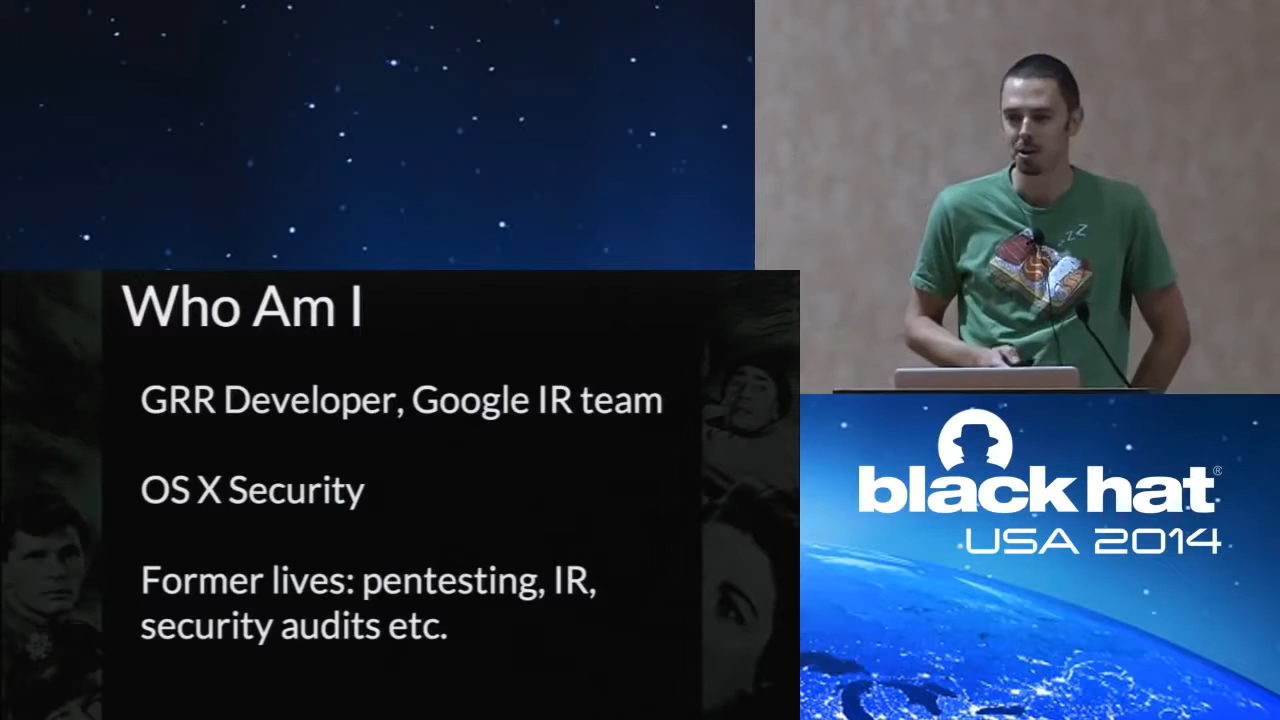 Who Am I
GRR Developer, Google IR team
OS X Security
Former lives: pentesting, IR,
security audits etc.
zZZ
black hat®
USA 2014